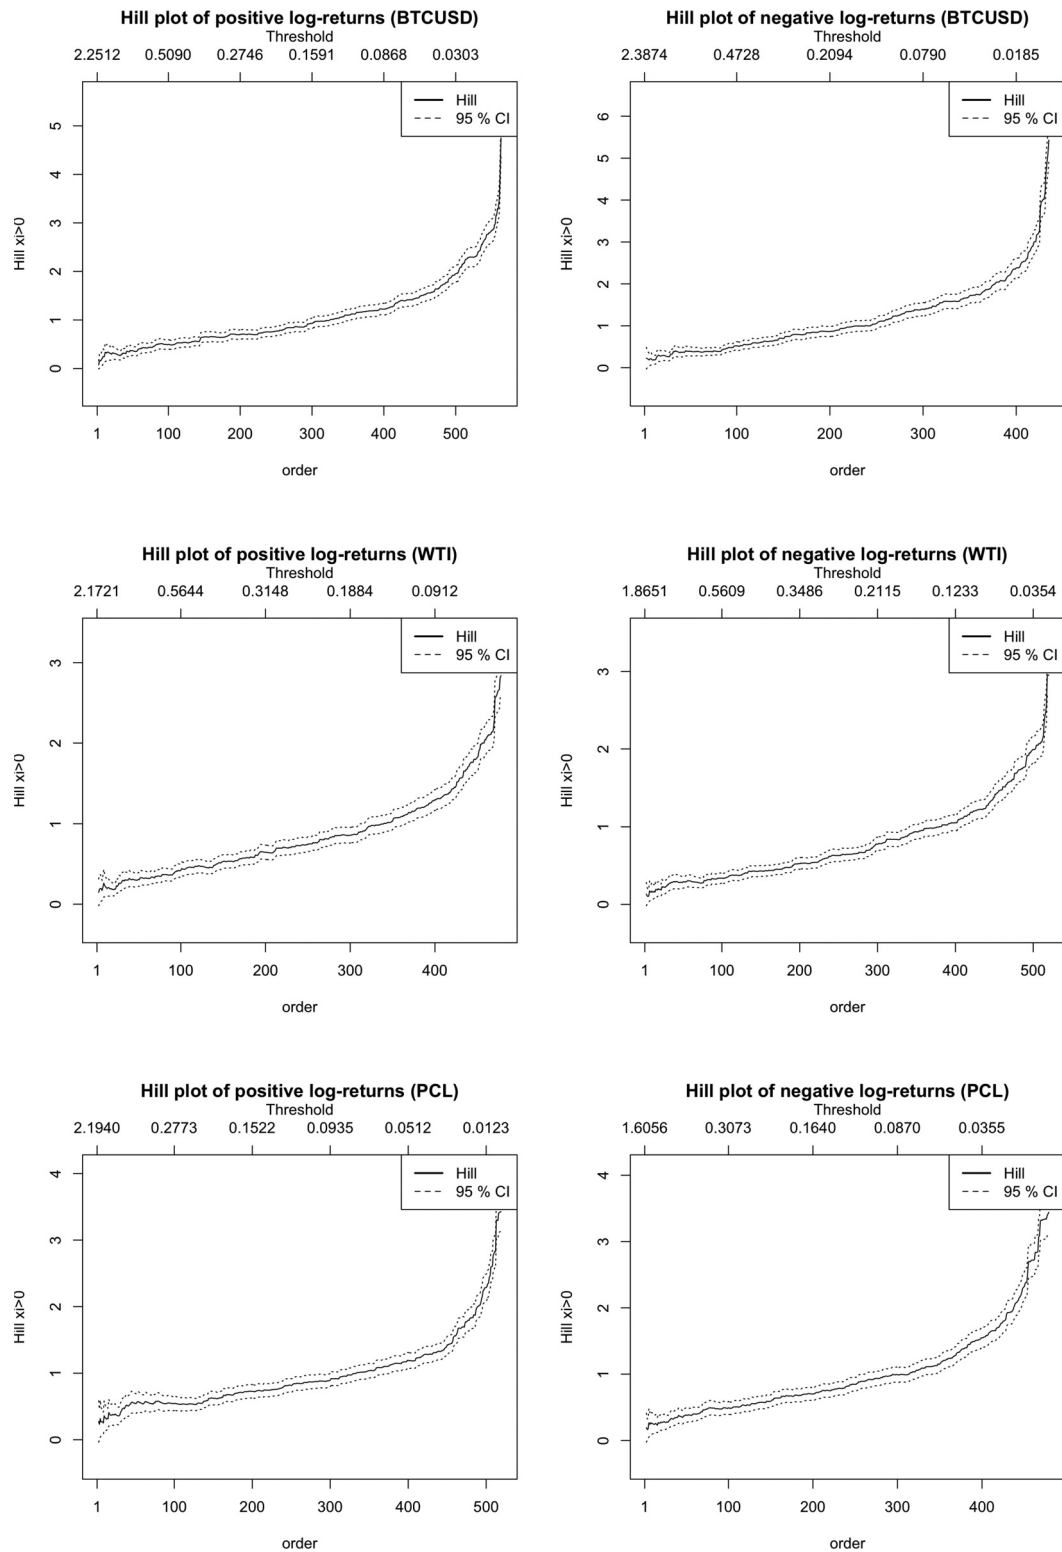 Hill plot of positive log-returns (BTCUSD)
Threshold
2.2512 0.5090 0.2746 0.1591 0.0868 0.0303
Hill
95 % CI
5
4
3
2
1
0
Hill xi>0
1 100 200 300 400 500
order
Hill plot of negative log-returns (BTCUSD)
Threshold
2.3874 0.4728 0.2094 0.0790 0.0185
Hill
95 % CI
6
5
4
3
2
1
0
Hill xi>0
1 100 200 300 400
order
Hill plot of positive log-returns (WTI)
Threshold
2.1721 0.5644 0.3148 0.1884 0.0912
Hill
95 % CI
3
2
1
0
Hill xi>0
1 100 200 300 400
order
Hill plot of negative log-returns (WTI)
Threshold
1.8651 0.5609 0.3486 0.2115 0.1233 0.0354
Hill
95 % CI
3
2
1
0
Hill xi>0
1 100 200 300 400 500
order
Hill plot of positive log-returns (PCL)
Threshold
2.1940 0.2773 0.1522 0.0935 0.0512 0.0123
Hill
95 % CI
4
3
2
1
0
Hill xi>0
1 100 200 300 400 500
order
Hill plot of negative log-returns (PCL)
Threshold
1.6056 0.3073 0.1640 0.0870 0.0355
Hill
95 % CI
4
3
2
1
0
Hill xi>0
1 100 200 300 400
order